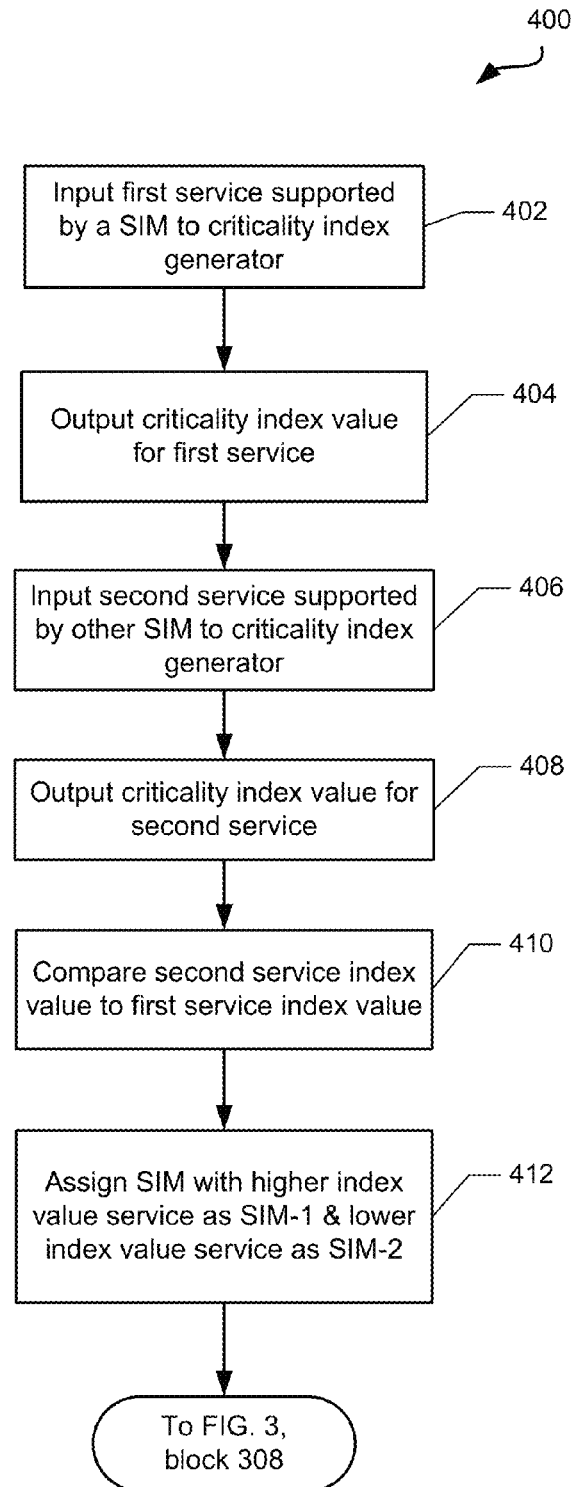 400
Input first service supported
by a SIM to criticality index
generator
402
Output criticality index value
for first service
404
Input second service supported
by other SIM to criticality index
generator
406
Output criticality index value for
second service
408
Compare second service index
value to first service index value
410
Assign SIM with higher index
value service as SIM-1 & lower
index value service as SIM-2
412
To FIG. 3,
block 308